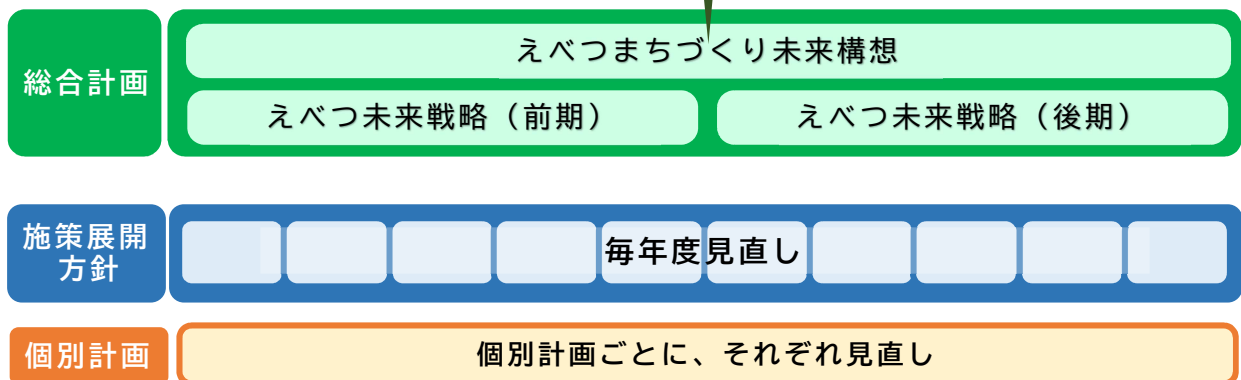 総合計画
えべつまちづくり未来構想
えべつ未来戦略（前期）
えべつ未来戦略（後期）
施策展開
方針
毎年度見直し
個別計画
個別計画ごとに、それぞれ見直し